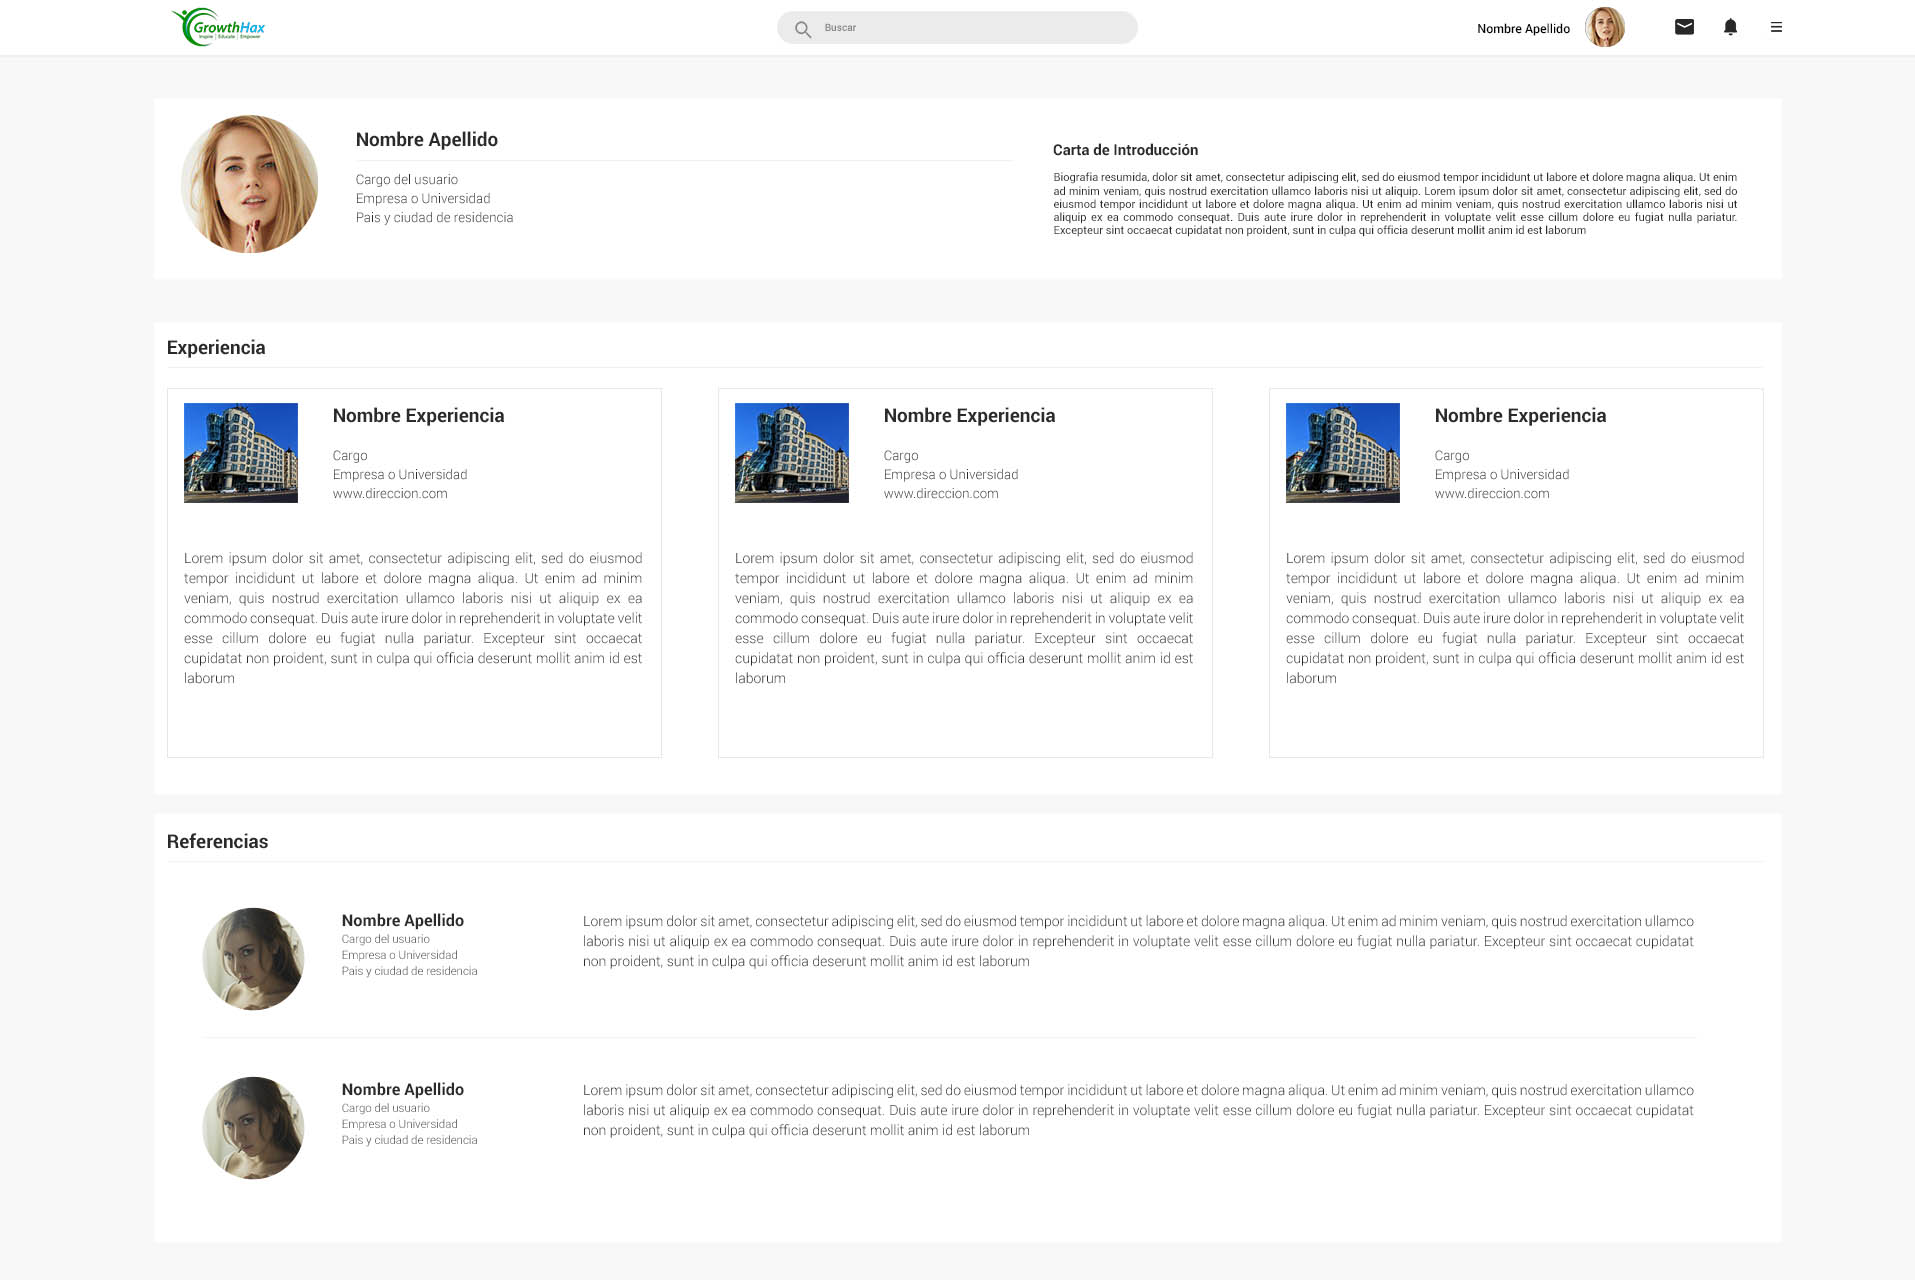 GrowthHax
Inspire | Educate | Empower
Buscar
Nombre Apellido
Nombre Apellido
Cargo del usuario
Empresa o Universidad
Pais y ciudad de residencia
Carta de Introducción
Biografia resumida, dolor sit amet, consectetur adipiscing elit, sed do eiusmod tempor incididunt ut labore et dolore magna aliqua. Ut enim
ad minim veniam, quis nostrud exercitation ullamco laboris nisi ut aliquip. Lorem ipsum dolor sit amet, consectetur adipiscing elit, sed do
eiusmod tempor incididunt ut labore et dolore magna aliqua. Ut enim ad minim veniam, quis nostrud exercitation ullamco laboris nisi ut
aliquip ex ea commodo consequat. Duis aute irure dolor in reprehenderit in voluptate velit esse cillum dolore eu fugiat nulla pariatur.
Excepteur sint occaecat cupidatat non proident, sunt in culpa qui officia deserunt mollit anim id est laborum
Experiencia
Nombre Experiencia
Cargo
Empresa o Universidad
www.direccion.com
Lorem ipsum dolor sit amet, consectetur adipiscing elit, sed do eiusmod
tempor incididunt ut labore et dolore magna aliqua. Ut enim ad minim
veniam, quis nostrud exercitation ullamco laboris nisi ut aliquip ex ea
commodo consequat. Duis aute irure dolor in reprehenderit in voluptate velit
esse cillum dolore eu fugiat nulla pariatur. Excepteur sint occaecat
cupidatat non proident, sunt in culpa qui officia deserunt mollit anim id est
laborum
Nombre Experiencia
Cargo
Empresa o Universidad
www.direccion.com
Lorem ipsum dolor sit amet, consectetur adipiscing elit, sed do eiusmod
tempor incididunt ut labore et dolore magna aliqua. Ut enim ad minim
veniam, quis nostrud exercitation ullamco laboris nisi ut aliquip ex ea
commodo consequat. Duis aute irure dolor in reprehenderit in voluptate velit
esse cillum dolore eu fugiat nulla pariatur. Excepteur sint occaecat
cupidatat non proident, sunt in culpa qui officia deserunt mollit anim id est
laborum
Nombre Experiencia
Cargo
Empresa o Universidad
www.direccion.com
Lorem ipsum dolor sit amet, consectetur adipiscing elit, sed do eiusmod
tempor incididunt ut labore et dolore magna aliqua. Ut enim ad minim
veniam, quis nostrud exercitation ullamco laboris nisi ut aliquip ex ea
commodo consequat. Duis aute irure dolor in reprehenderit in voluptate velit
esse cillum dolore eu fugiat nulla pariatur. Excepteur sint occaecat
cupidatat non proident, sunt in culpa qui officia deserunt mollit anim id est
laborum
Referencias
Nombre Apellido
Cargo del usuario
Empresa o Universidad
Pais y ciudad de residencia
Lorem ipsum dolor sit amet, consectetur adipiscing elit, sed do eiusmod tempor incididunt ut labore et dolore magna aliqua. Ut enim ad minim veniam, quis nostrud exercitation ullamco
laboris nisi ut aliquip ex ea commodo consequat. Duis aute irure dolor in reprehenderit in voluptate velit esse cillum dolore eu fugiat nulla pariatur. Excepteur sint occaecat cupidatat
non proident, sunt in culpa qui officia deserunt mollit anim id est laborum
Nombre Apellido
Cargo del usuario
Empresa o Universidad
Pais y ciudad de residencia
Lorem ipsum dolor sit amet, consectetur adipiscing elit, sed do eiusmod tempor incididunt ut labore et dolore magna aliqua. Ut enim ad minim veniam, quis nostrud exercitation ullamco
laboris nisi ut aliquip ex ea commodo consequat. Duis aute irure dolor in reprehenderit in voluptate velit esse cillum dolore eu fugiat nulla pariatur. Excepteur sint occaecat cupidatat
non proident, sunt in culpa qui officia deserunt mollit anim id est laborum